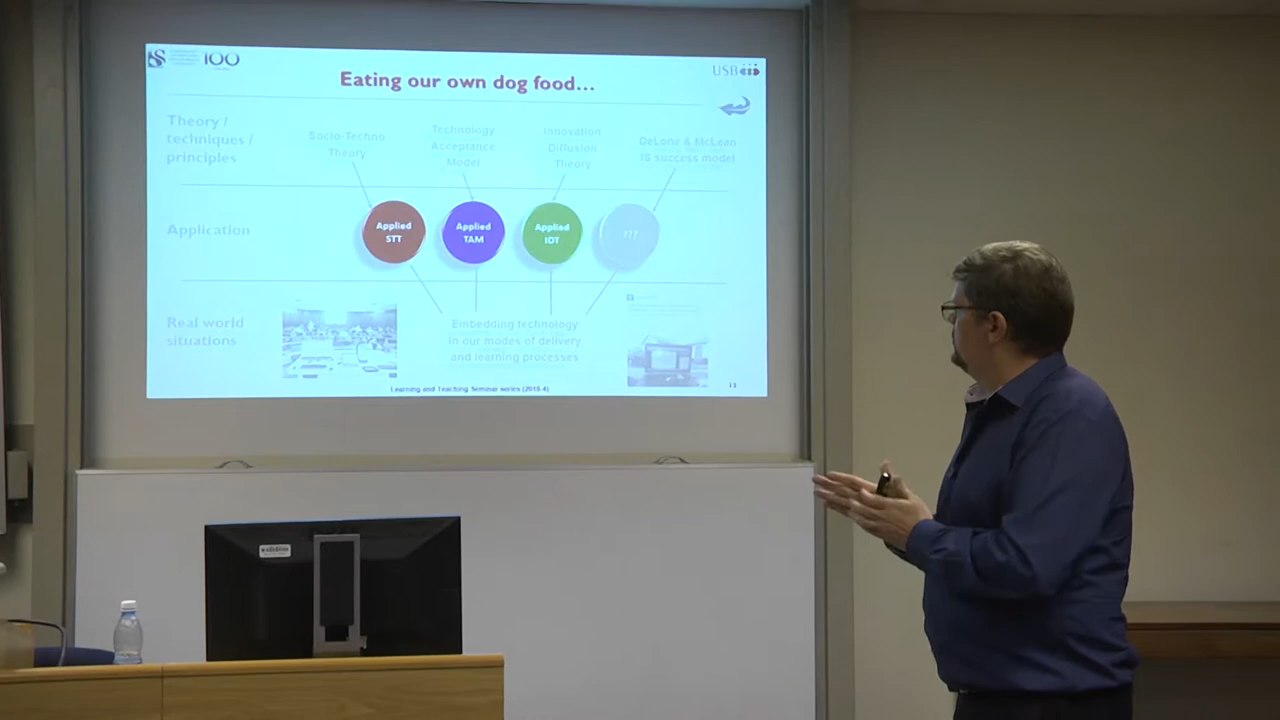 100
USB
Eating our own dog food...
Theory /
techniques /
principles
Socio-Techno
Theory
Technology
Acceptance
Model
Innovation
Diffusion
Theory
DeLone & McLean
IS success model
Application
Applied
STT
Applied
TAM
Applied
IDT
???
Real world
situations
Embedding technology
in our modes of delivery
and learning processes
Learning and Teaching Seminar series (2018-4)
13